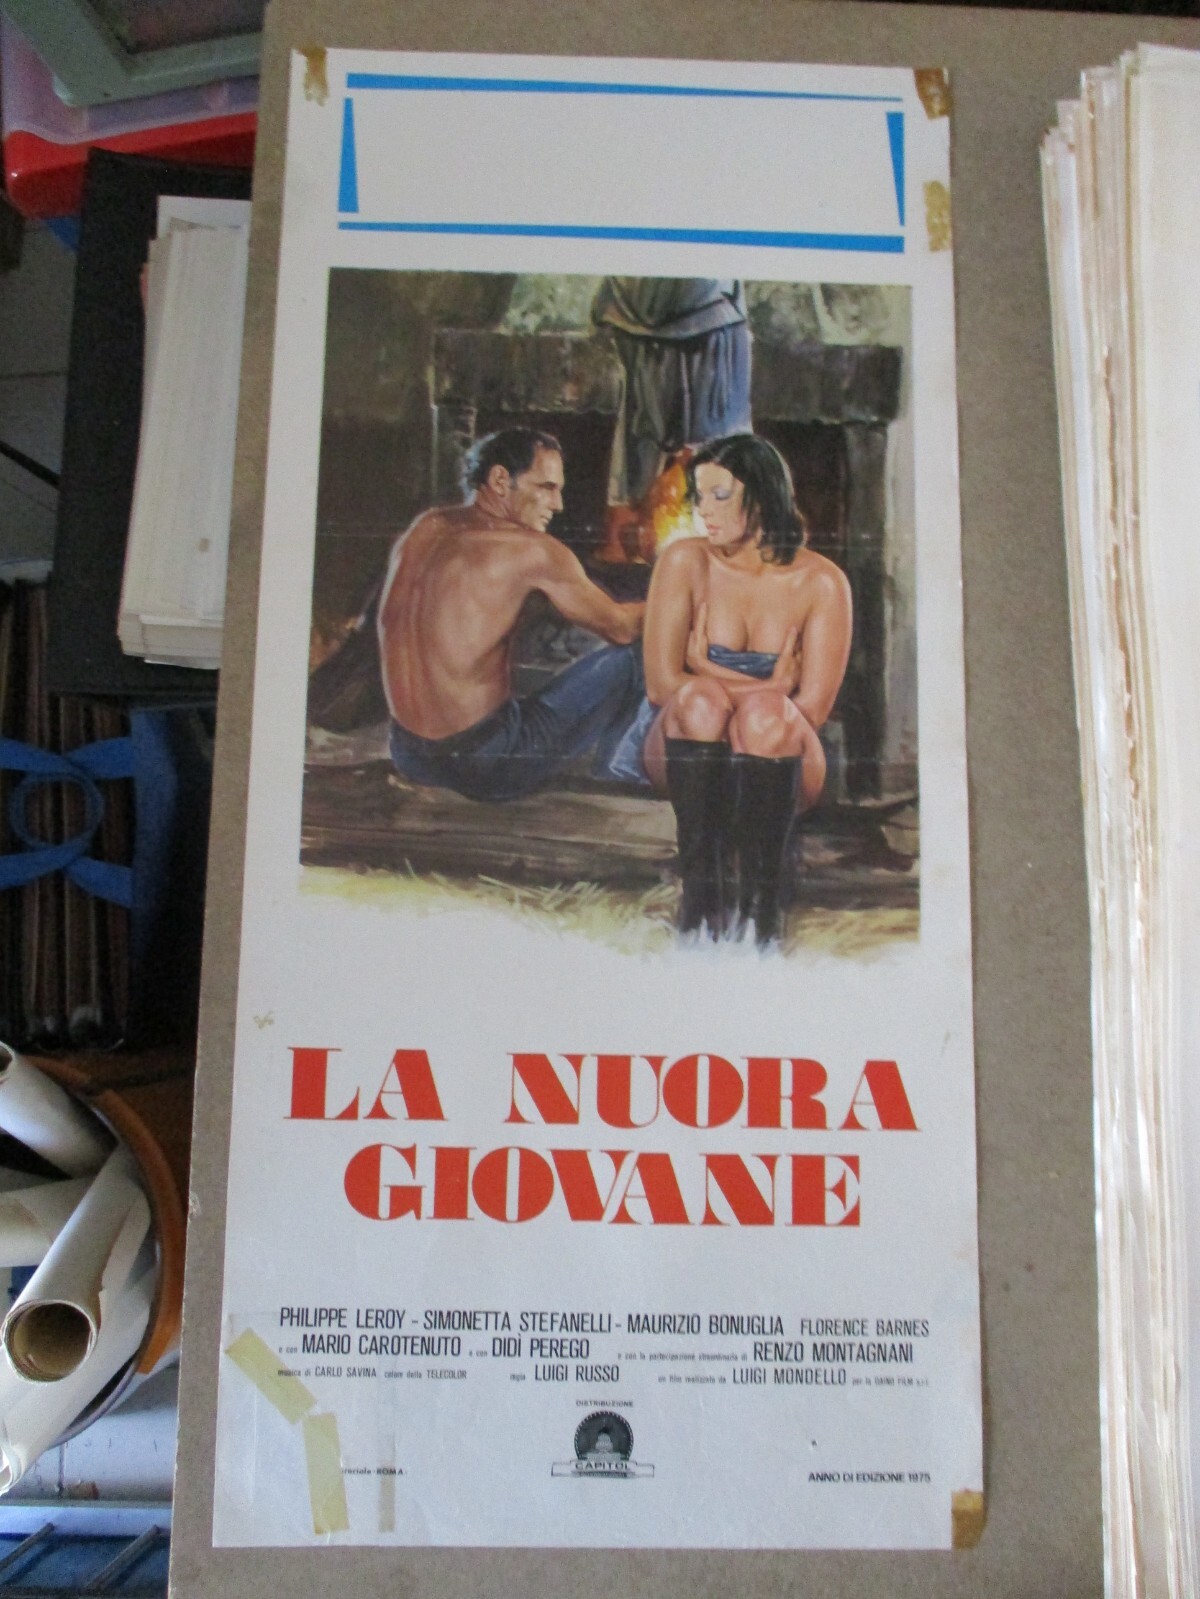 LA NUORA
GIOVANE
PHILIPPE LEROY - SIMONETTA STEFANELLI - MAURIZIO BONUGLIA FLORENCE BARNES
e con MARIO CAROTENUTO e con DIDÌ PEREGO e con la partecipazione straordinaria di RENZO MONTAGNANI
musica di CARLO SAVINA colore della TELECOLOR regia LUIGI RUSSO un film realizzato da LUIGI MONDELLO per la DAINO FILM s.r.l.
DISTRIBUZIONE
CAPITOL
ROMA
ANNO DI EDIZIONE 1975